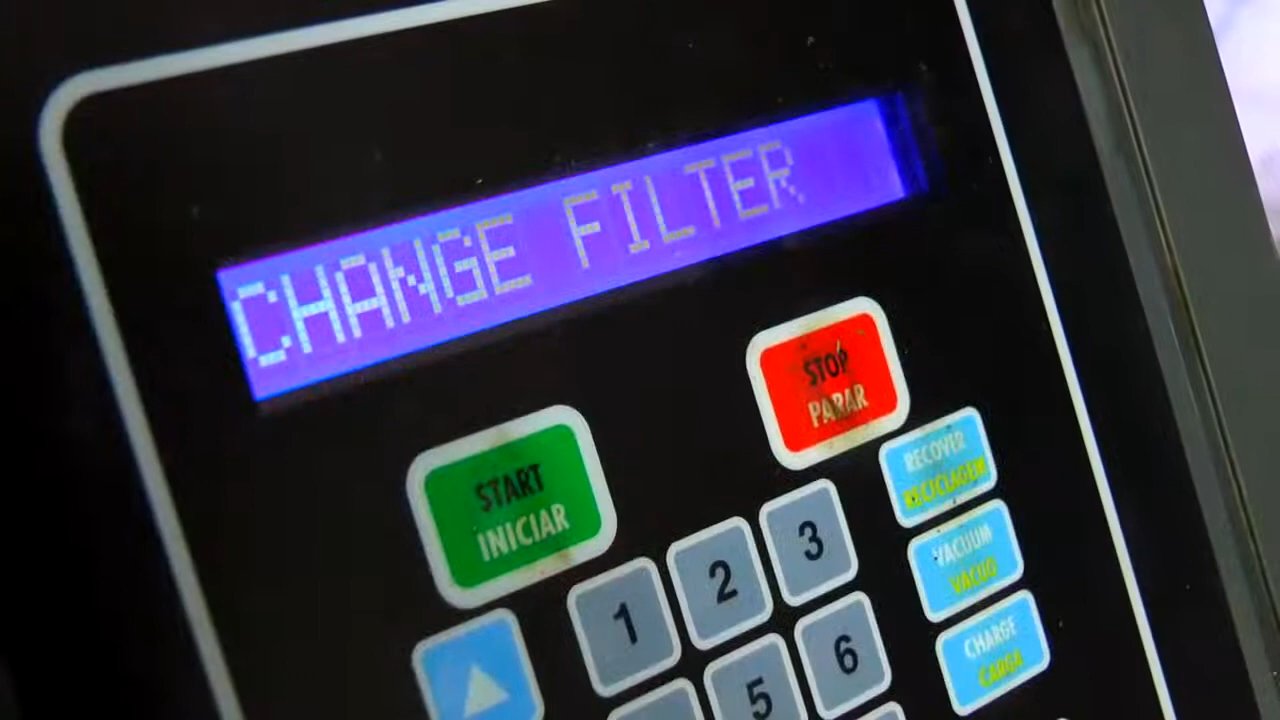 CHANGE FILTER
STOP
PARAR
START
INICIAR
RECOVER
RECICLAGEM
VACUUM
VACUO
CHARGE
CARGA
1
2
3
5
6